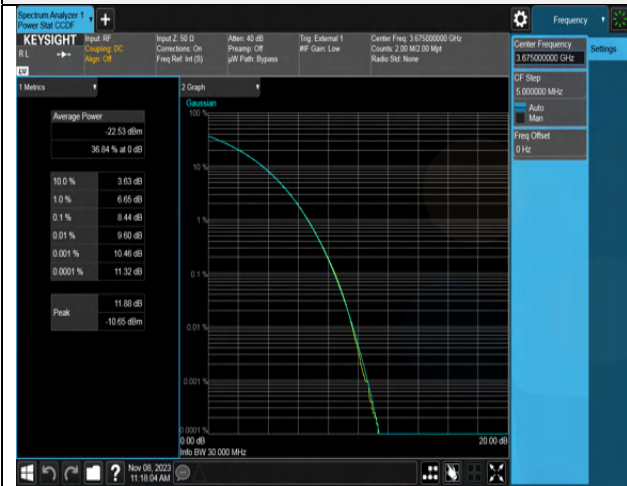 Spectrum Analyzer 1
Power Stat CCDF
Frequency
KEYSIGHT
RL
LW
Input: RF
Coupling: DC
Align: Off
Input Z: 50 Ω
Corrections: On
Freq Ref: Int (S)
Atten: 40 dB
Preamp: Off
µW Path: Bypass
Trig: External 1
#IF Gain: Low
Center Freq: 3.675000000 GHz
Counts: 2.00 M/2.00 Mpt
Radio Std: None
Center Frequency
3.675000000 GHz
Settings
CF Step
5.000000 MHz
Auto
Man
Freq Offset
0 Hz
1 Metrics
Average Power
-22.53 dBm
36.84 % at 0 dB
10.0 % 3.63 dB
1.0 % 6.65 dB
0.1 % 8.44 dB
0.01 % 9.60 dB
0.001 % 10.46 dB
0.0001 % 11.32 dB
Peak
11.88 dB
-10.65 dBm
2 Graph
Gaussian
100 %
10 %
1 %
0.1 %
0.01 %
0.001 %
0.0001 %
0.00 dB
20.00 dB
Info BW 30.000 MHz
?
Nov 08, 2023
11:18:04 AM